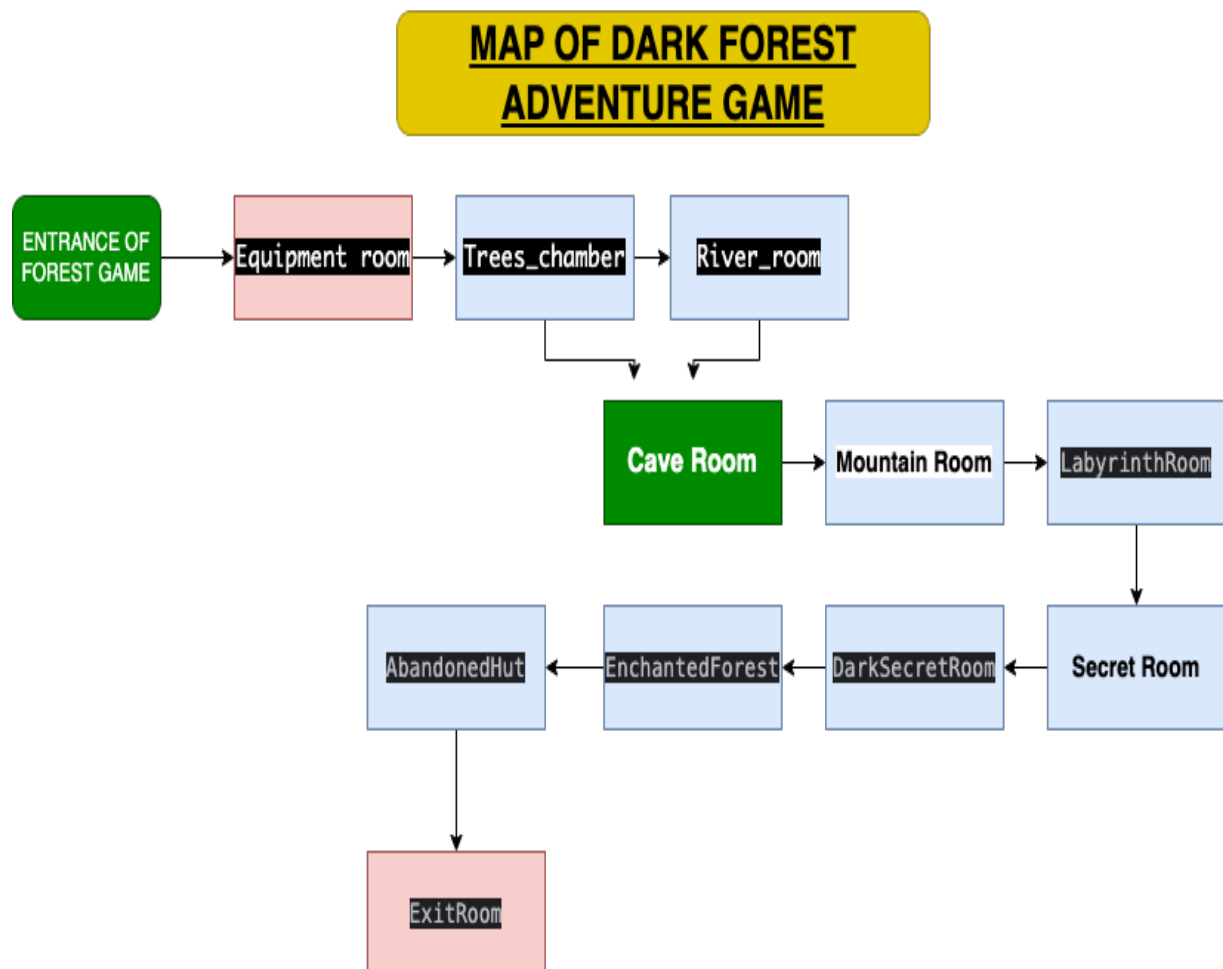 MAP OF DARK FOREST
ADVENTURE GAME
ENTRANCE OF
FOREST GAME
Equipment room
Trees_chamber
River_room
Cave Room
Mountain Room
LabyrinthRoom
AbandonedHut
EnchantedForest
DarkSecretRoom
Secret Room
ExitRoom